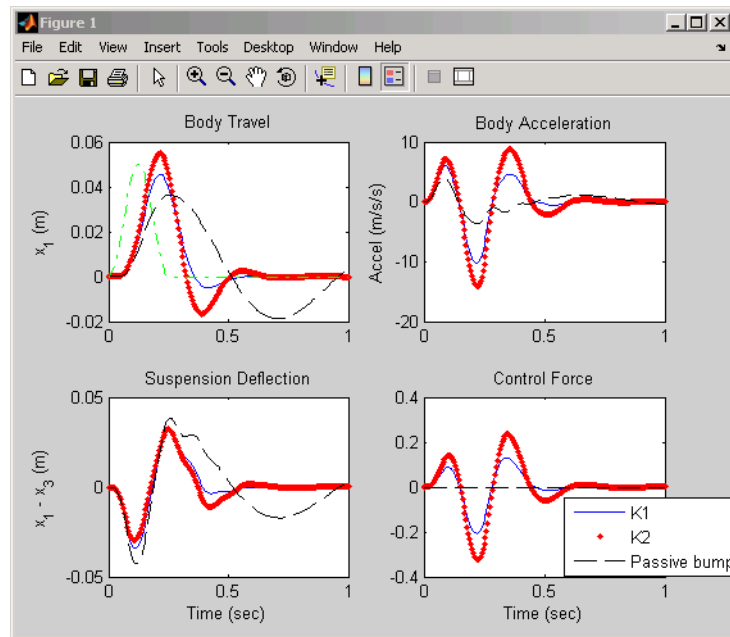 Figure 1
File Edit View Insert Tools Desktop Window Help
Body Travel
x1 (m)
0.06
0.04
0.02
0
-0.02
0
0.5
1
Body Acceleration
Accel (m/s/s)
10
0
-10
-20
0
0.5
1
Suspension Deflection
x1 - x3 (m)
0.05
0
-0.05
0
0.5
1
Time (sec)
Control Force
0.4
0.2
0
-0.2
-0.4
0
0.5
1
Time (sec)
K1
K2
Passive bump